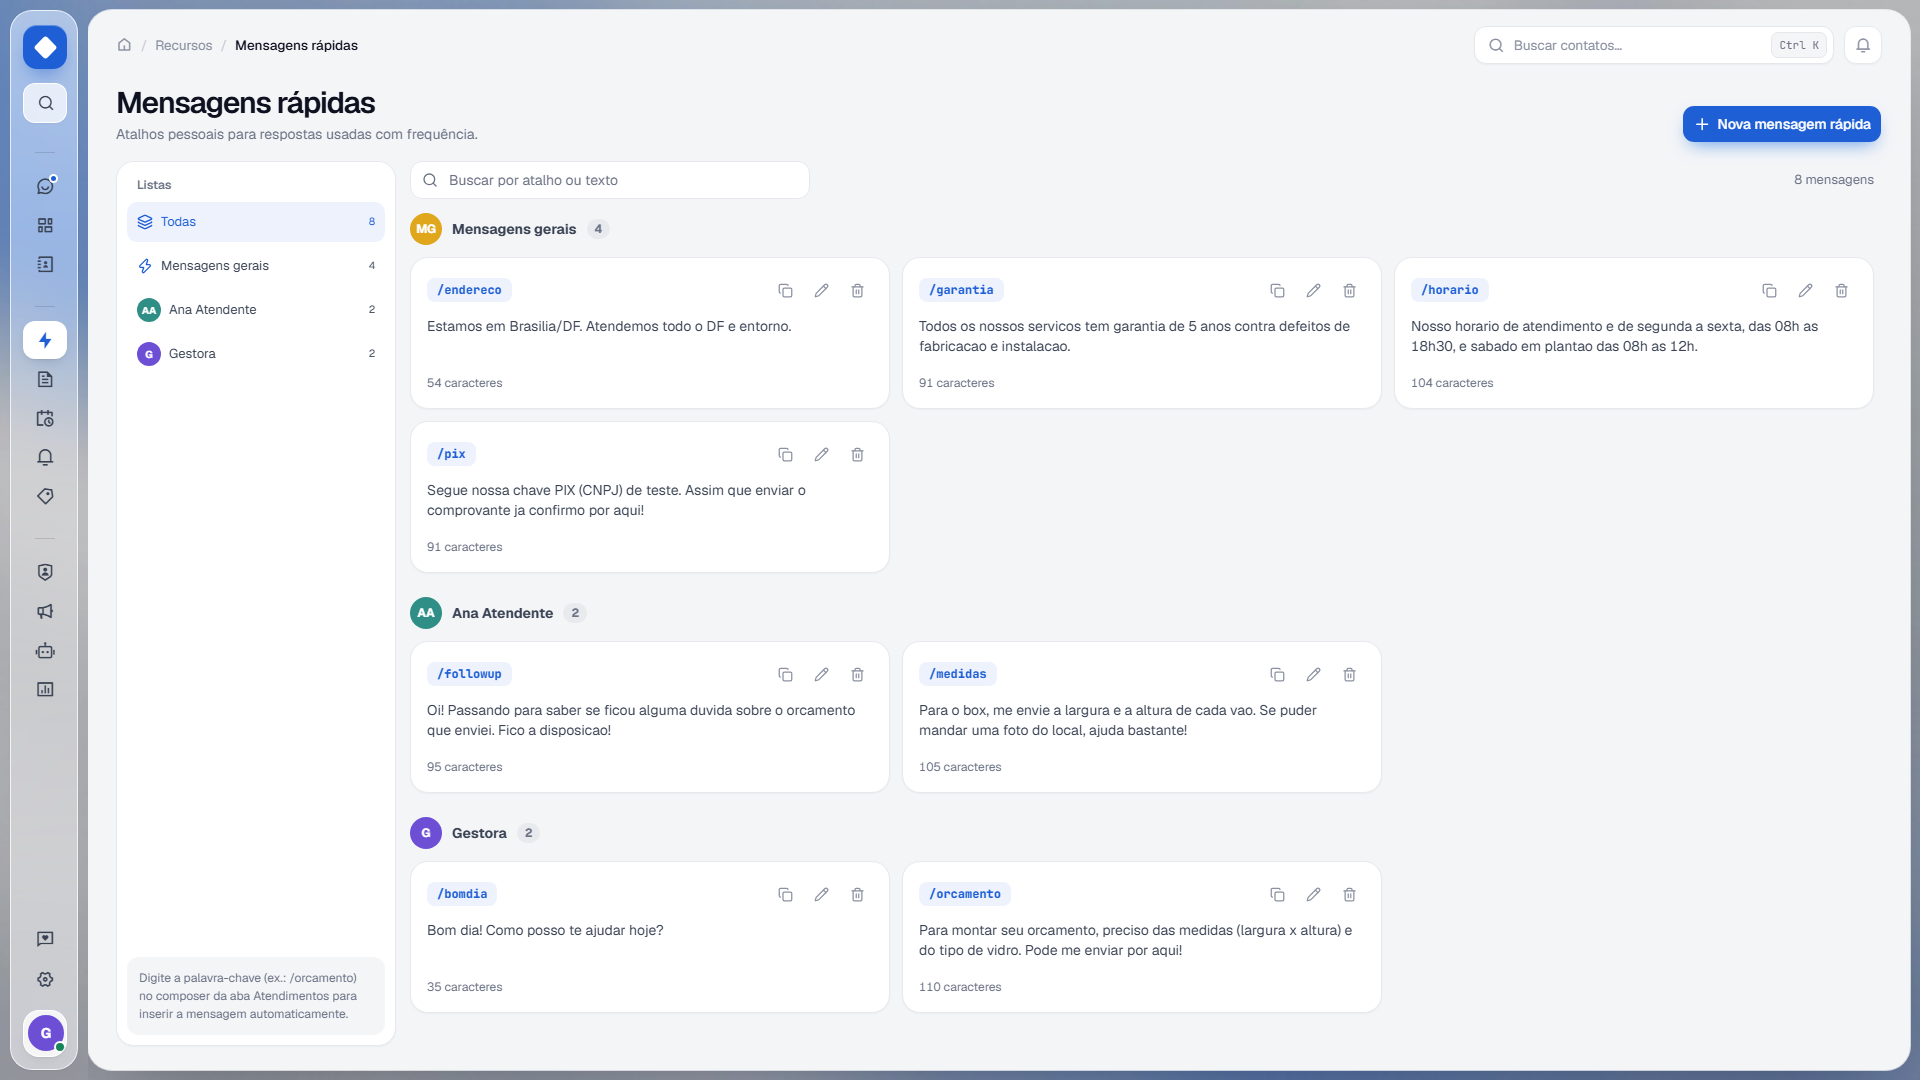 / Recursos / Mensagens rápidas
Buscar contatos...
Ctrl K
Mensagens rápidas
Atalhos pessoais para respostas usadas com frequência.
Nova mensagem rápida
Listas
Todas 8
Mensagens gerais 4
AA Ana Atendente 2
G Gestora 2
Digite a palavra-chave (ex.: /orcamento)
no composer da aba Atendimentos para
inserir a mensagem automaticamente.
G
Buscar por atalho ou texto
8 mensagens
MG Mensagens gerais 4
/endereco
Estamos em Brasilia/DF. Atendemos todo o DF e entorno.
54 caracteres
/garantia
Todos os nossos servicos tem garantia de 5 anos contra defeitos de
fabricacao e instalacao.
91 caracteres
/horario
Nosso horario de atendimento e de segunda a sexta, das 08h as
18h30, e sabado em plantao das 08h as 12h.
104 caracteres
/pix
Segue nossa chave PIX (CNPJ) de teste. Assim que enviar o
comprovante ja confirmo por aqui!
91 caracteres
AA Ana Atendente 2
/followup
Oi! Passando para saber se ficou alguma duvida sobre o orcamento
que enviei. Fico a disposicao!
95 caracteres
/medidas
Para o box, me envie a largura e a altura de cada vao. Se puder
mandar uma foto do local, ajuda bastante!
105 caracteres
G Gestora 2
/bomdia
Bom dia! Como posso te ajudar hoje?
35 caracteres
/orcamento
Para montar seu orcamento, preciso das medidas (largura x altura) e
do tipo de vidro. Pode me enviar por aqui!
110 caracteres